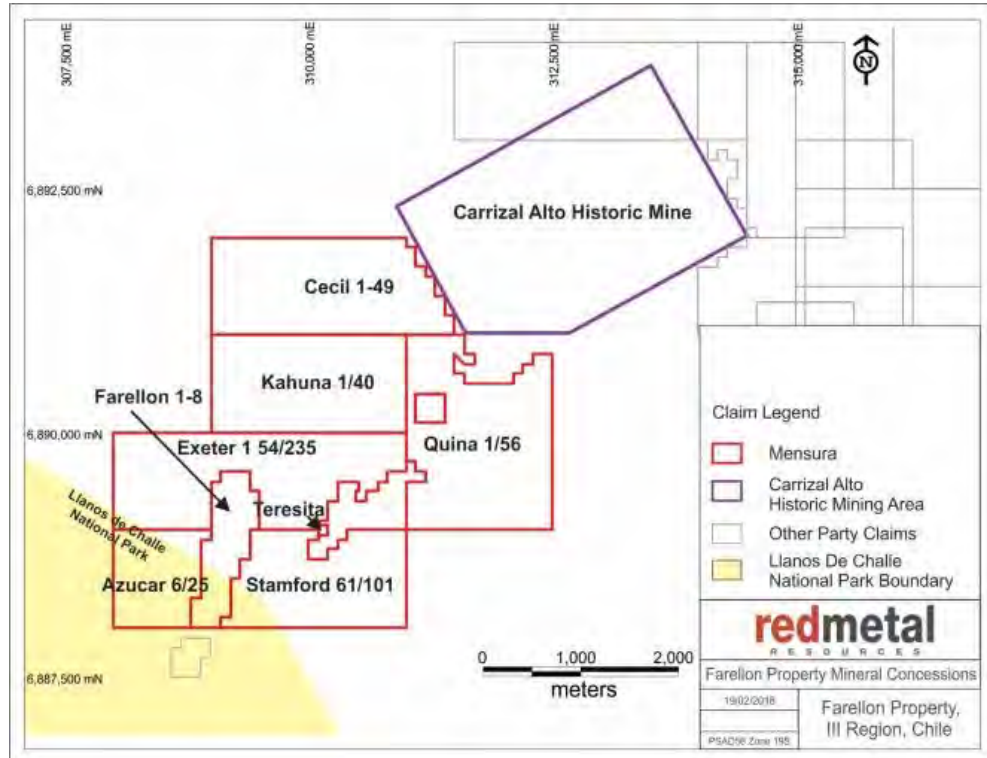 307,500 mE
310,000 mE
312,500 mE
315,000 mE
N
6,892,500 mN
Carrizal Alto Historic Mine
Cecil 1-49
Kahuna 1/40
Farellon 1-8
6,890,000 mN
Exeter 1 54/235
Quina 1/56
Teresita
Llanos de Challe
National Park
Azucar 6/25
Stamford 61/101
6,887,500 mN
0 1,000 2,000
meters
Claim Legend
Mensura
Carrizal Alto
Historic Mining Area
Other Party Claims
Llanos De Challe
National Park Boundary
redmetal
RESOURCES
Farellon Property Mineral Concessions
19/02/2018
PSAD56 Zone 19S
Farellon Property,
III Region, Chile